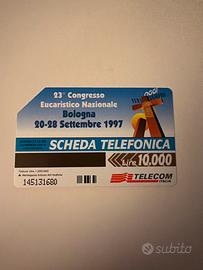 23° Congresso
Eucaristico Nazionale
Bologna
20-28 Settembre 1997
OGGI
SCHEDA TELEFONICA
Lire 10.000
145131680
TELECOM
ITALIA
subito